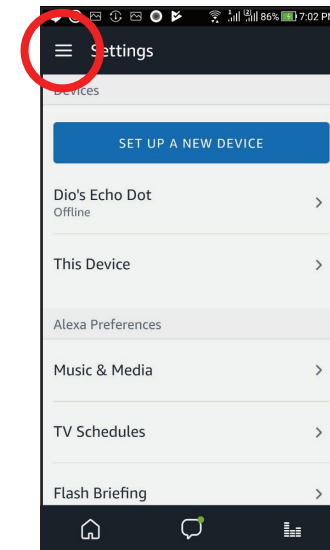 86% 7:02 PM
Settings
Devices
SET UP A NEW DEVICE
Dio's Echo Dot
Offline
This Device
Alexa Preferences
Music & Media
TV Schedules
Flash Briefing